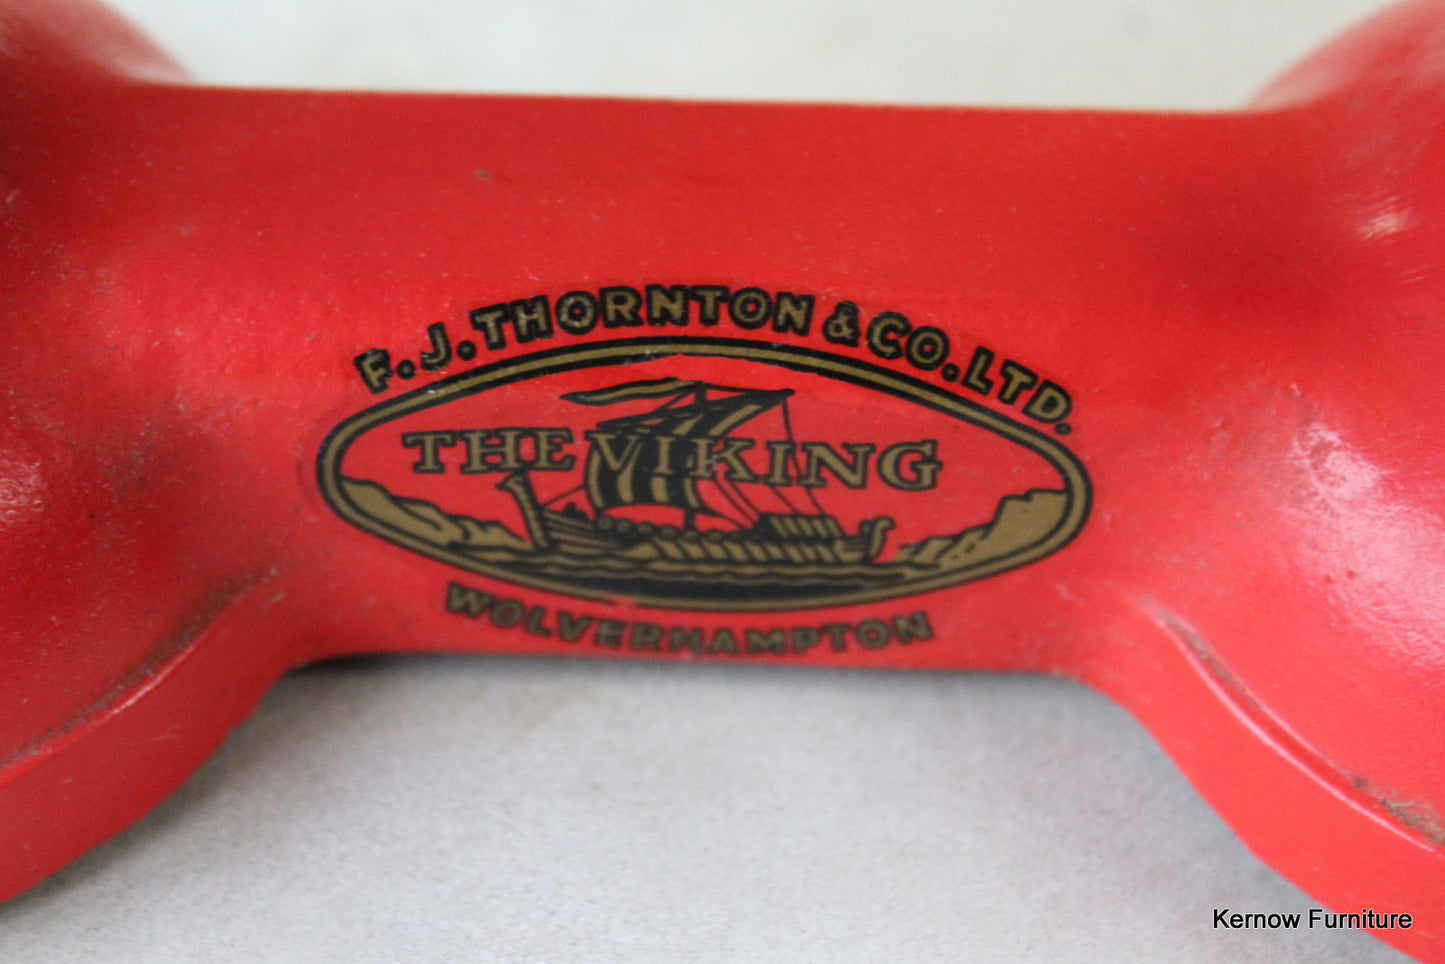 F.J. THORNTON & CO. LTD.
THE VIKING
WOLVERHAMPTON
Kernow Furniture